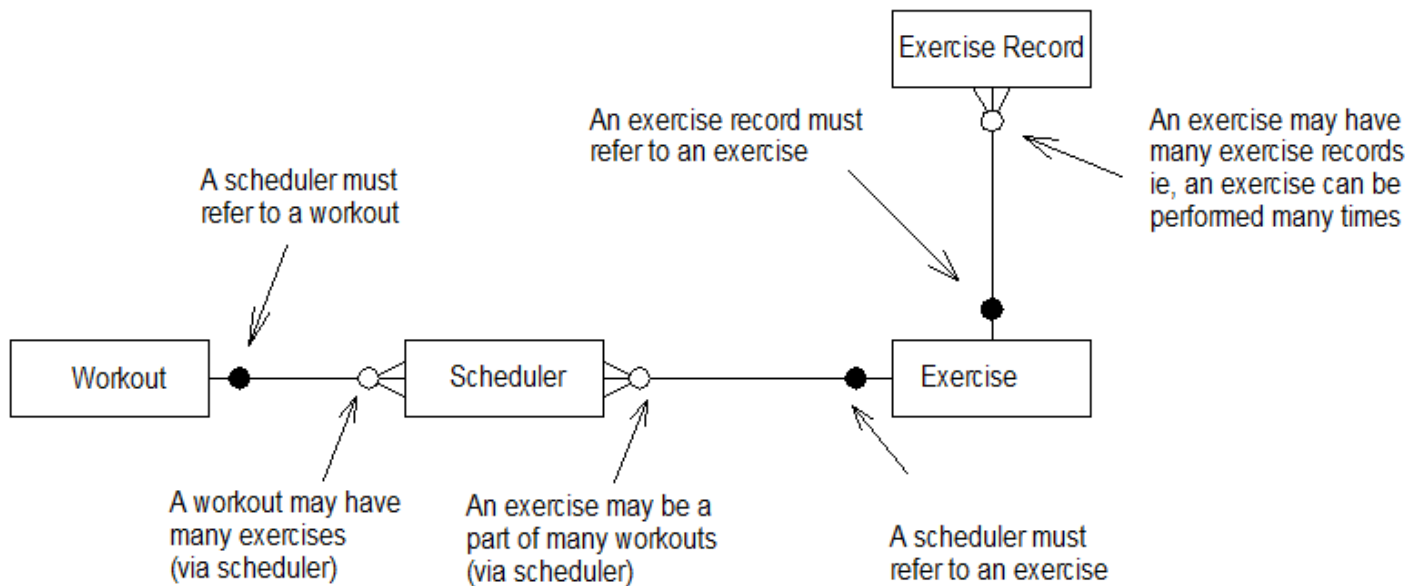 Exercise Record
An exercise record must
refer to an exercise
An exercise may have
many exercise records
ie, an exercise can be
performed many times
A scheduler must
refer to a workout
Workout
Scheduler
Exercise
A workout may have
many exercises
(via scheduler)
An exercise may be a
part of many workouts
(via scheduler)
A scheduler must
refer to an exercise